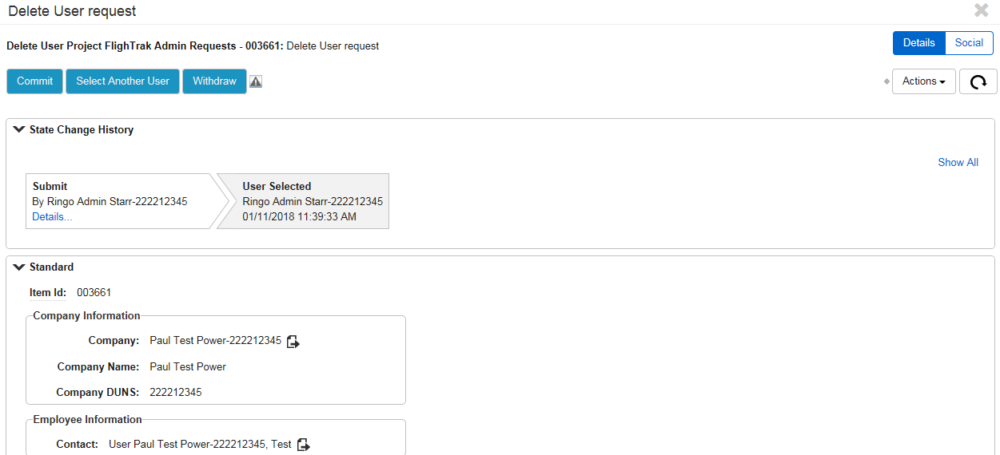 Delete User request
Delete User Project FlighTrak Admin Requests - 003661: Delete User request
Details Social
Commit Select Another User Withdraw
Actions
State Change History
Show All
Submit
By Ringo Admin Starr-222212345
Details...
User Selected
Ringo Admin Starr-222212345
01/11/2018 11:39:33 AM
Standard
Item Id: 003661
Company Information
Company: Paul Test Power-222212345
Company Name: Paul Test Power
Company DUNS: 222212345
Employee Information
Contact: User Paul Test Power-222212345, Test